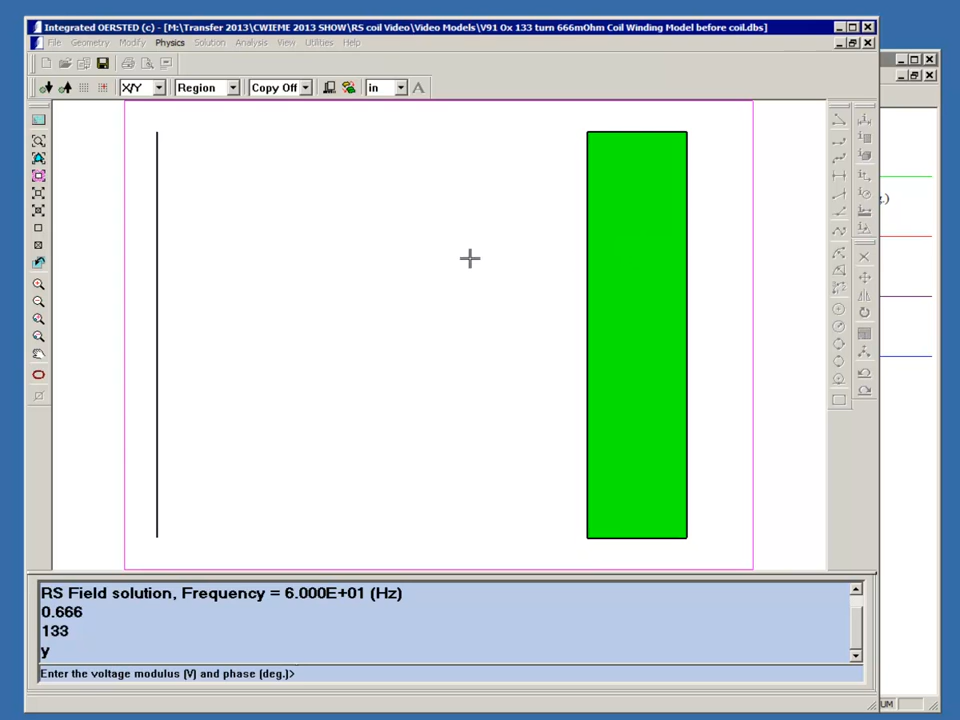 Integrated OERSTED (c) - [M:\Transfer 2013\CWIEME 2013 SHOW\RS coil Video\Video Models\V91 Ox 133 turn 666mOhm Coil Winding Model before coil.dbs]
File Geometry Modify Physics Solution Analysis View Utilities Help
X/Y Region Copy Off in A
.)
RS Field solution, Frequency = 6.000E+01 (Hz)
0.666
133
y
Enter the voltage modulus (V) and phase (deg.)>
UM